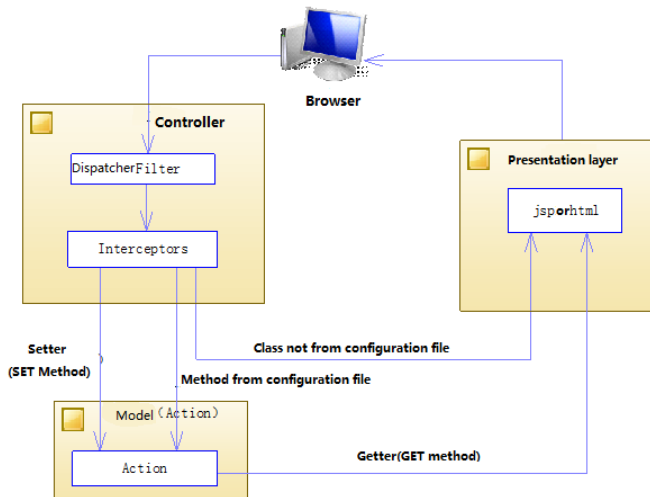 Browser
Controller
DispatcherFilter
Interceptors
Presentation layer
jsporhtml
Setter
(SET Method)
Class not from configuration file
Method from configuration file
Model（Action）
Action
Getter(GET method)